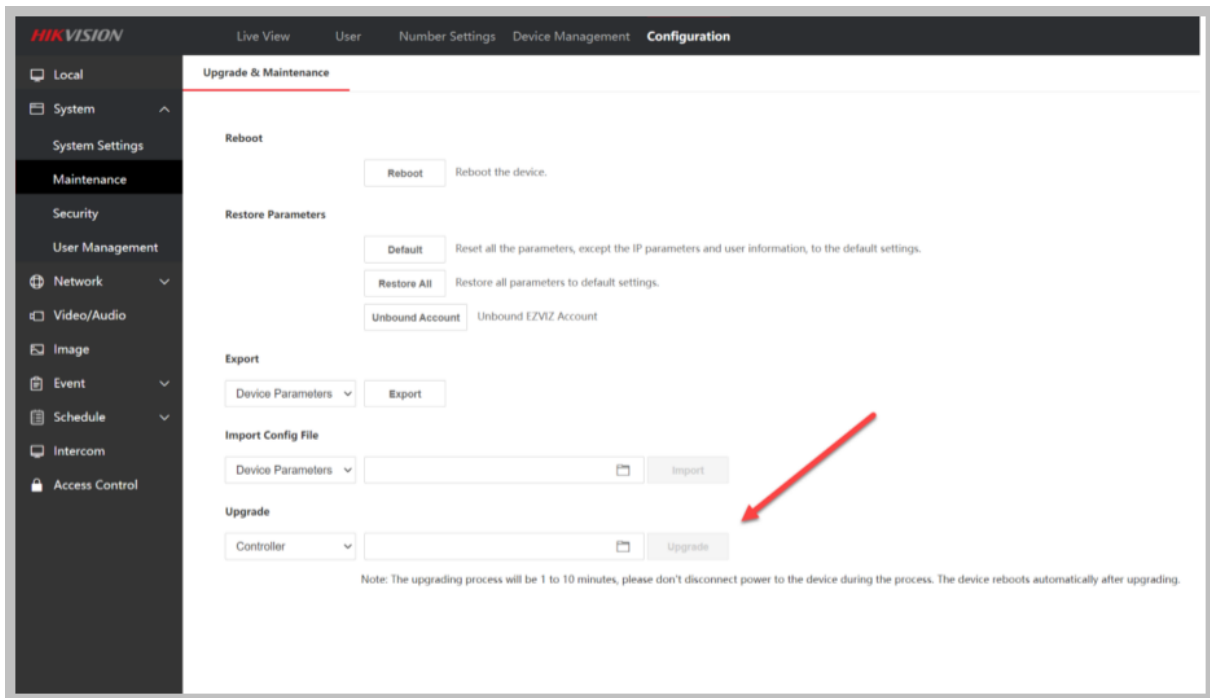 HIKVISION
Live View User Number Settings Device Management Configuration
Local
System
System Settings
Maintenance
Security
User Management
Network
Video/Audio
Image
Event
Schedule
Intercom
Access Control
Upgrade & Maintenance
Reboot
Reboot Reboot the device.
Restore Parameters
Default Reset all the parameters, except the IP parameters and user information, to the default settings.
Restore All Restore all parameters to default settings.
Unbound Account Unbound EZVIZ Account
Export
Device Parameters Export
Import Config File
Device Parameters Import
Upgrade
Controller Upgrade
Note: The upgrading process will be 1 to 10 minutes, please don't disconnect power to the device during the process. The device reboots automatically after upgrading.